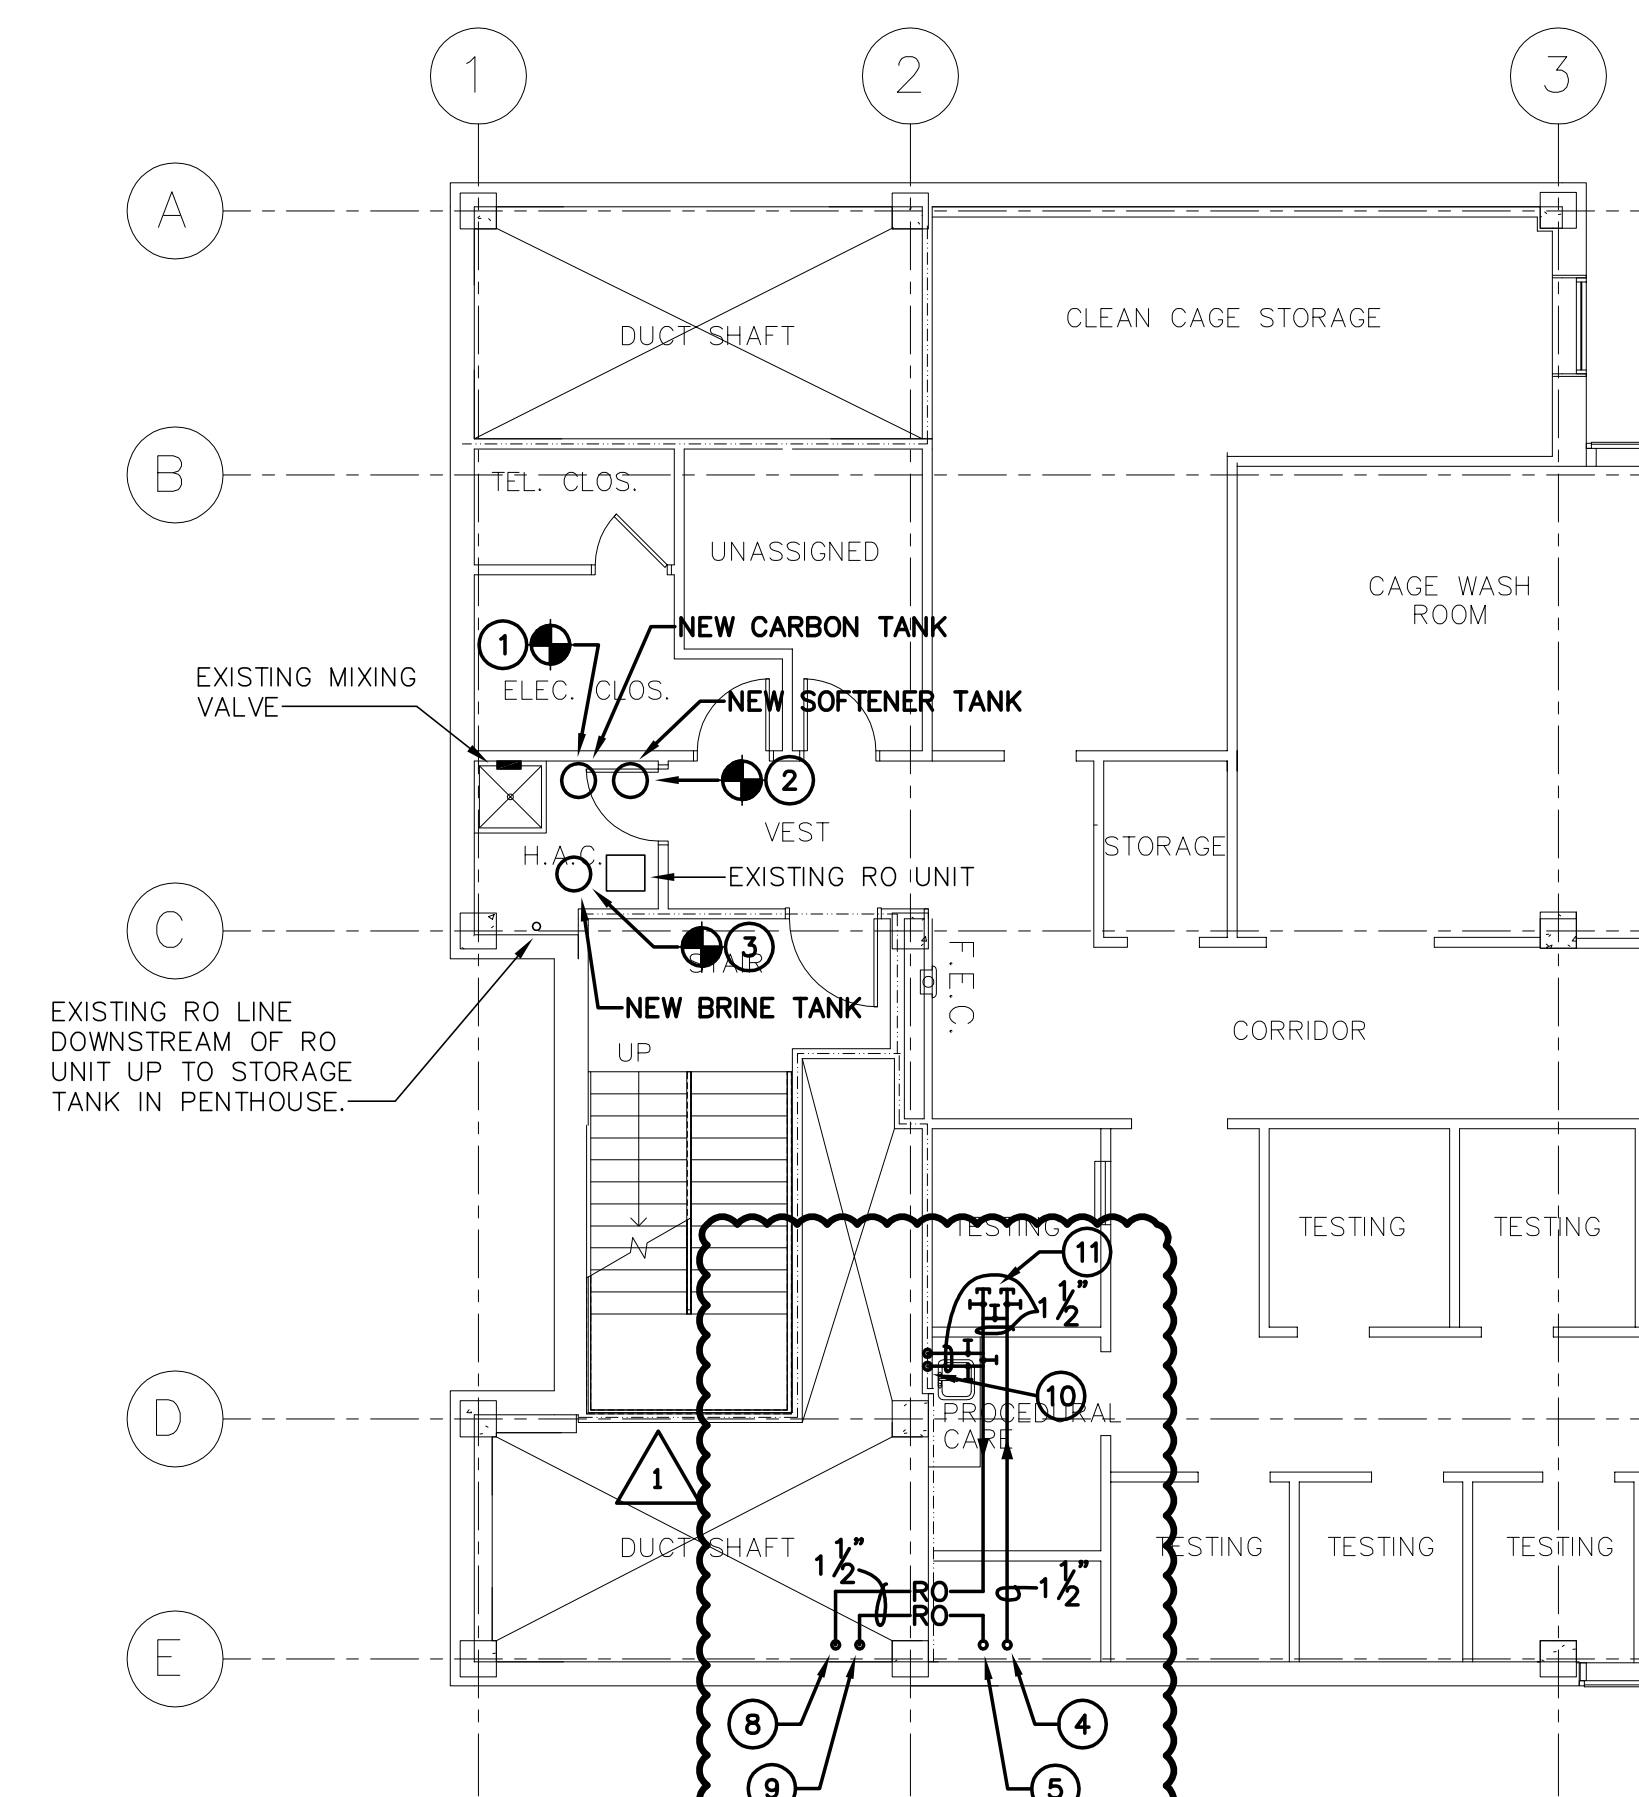 1
2
3
A
DUCT SHAFT
CLEAN CAGE STORAGE
B
TEL. CLOS.
UNASSIGNED
CAGE WASH
ROOM
1
NEW CARBON TANK
EXISTING MIXING
VALVE
ELEC. CLOS.
NEW SOFTENER TANK
2
VEST
STORAGE
H.A.C.
EXISTING RO UNIT
C
3
STAIR
F.E.C.
NEW BRINE TANK
EXISTING RO LINE
DOWNSTREAM OF RO
UNIT UP TO STORAGE
TANK IN PENTHOUSE.
UP
CORRIDOR
TESTING
TESTING
TESTING
N
11
1 1/2"
10
D
PROCEDURAL
CARE
1
DUCT SHAFT
TESTING
TESTING
TESTING
1 1/2"
RO
RO
1 1/2"
E
8
4
9
5